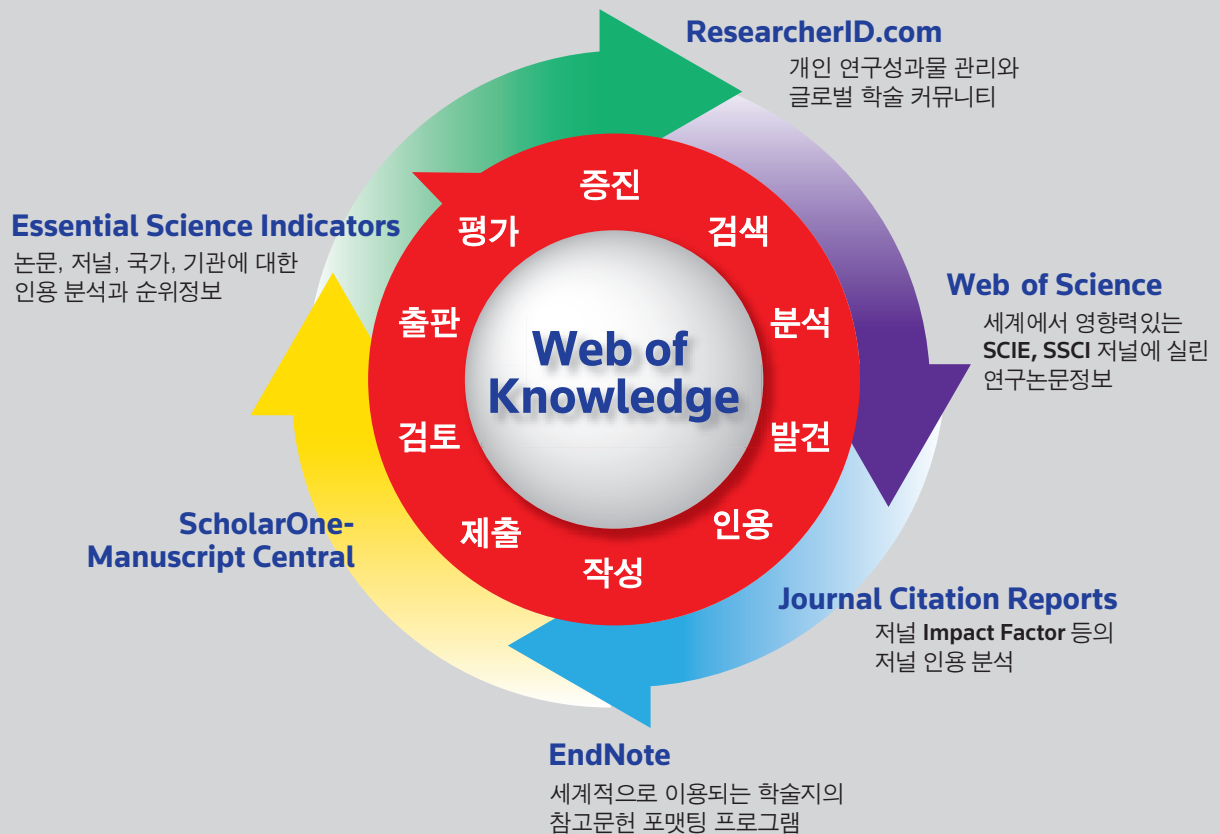 ResearcherID.com
개인 연구성과물 관리와
글로벌 학술 커뮤니티
Web of Science
세계에서 영향력있는
SCIE, SSCI 저널에 실린
연구논문정보
Journal Citation Reports
저널 Impact Factor 등의
저널 인용 분석
EndNote
세계적으로 이용되는 학술지의
참고문헌 포맷팅 프로그램
ScholarOne-
Manuscript Central
Essential Science Indicators
논문, 저널, 국가, 기관에 대한
인용 분석과 순위정보
증진
검색
분석
발견
인용
작성
제출
검토
출판
평가
Web of
Knowledge